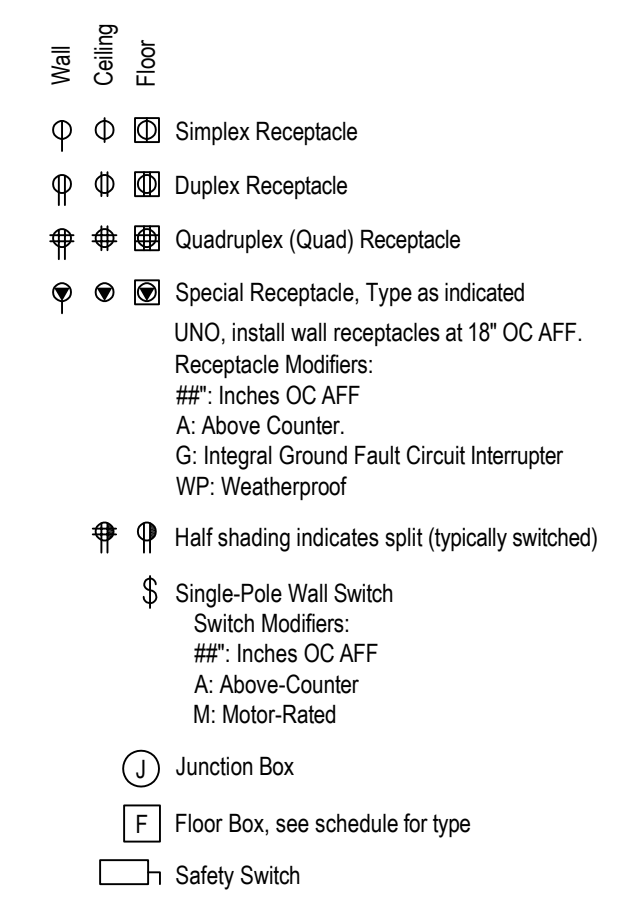 Wall
Ceiling
Floor
Simplex Receptacle
Duplex Receptacle
Quadruplex (Quad) Receptacle
Special Receptacle, Type as indicated
UNO, install wall receptacles at 18" OC AFF.
Receptacle Modifiers:
##": Inches OC AFF
A: Above Counter.
G: Integral Ground Fault Circuit Interrupter
WP: Weatherproof
Half shading indicates split (typically switched)
$ Single-Pole Wall Switch
Switch Modifiers:
##": Inches OC AFF
A: Above-Counter
M: Motor-Rated
J Junction Box
F Floor Box, see schedule for type
Safety Switch